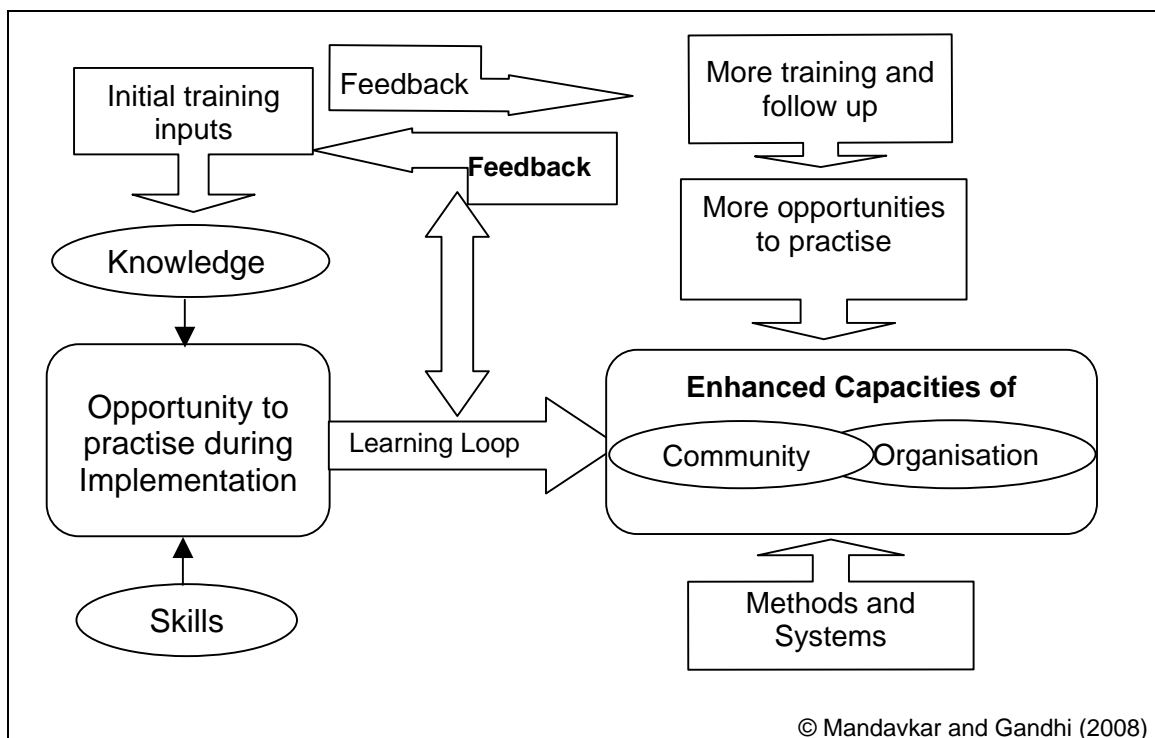 Initial training
inputs
Feedback
More training and
follow up
Feedback
More opportunities
to practise
Knowledge
Opportunity to
practise during
Implementation
Learning Loop
Enhanced Capacities of
Community
Organisation
Skills
Methods and
Systems
© Mandavkar and Gandhi (2008)